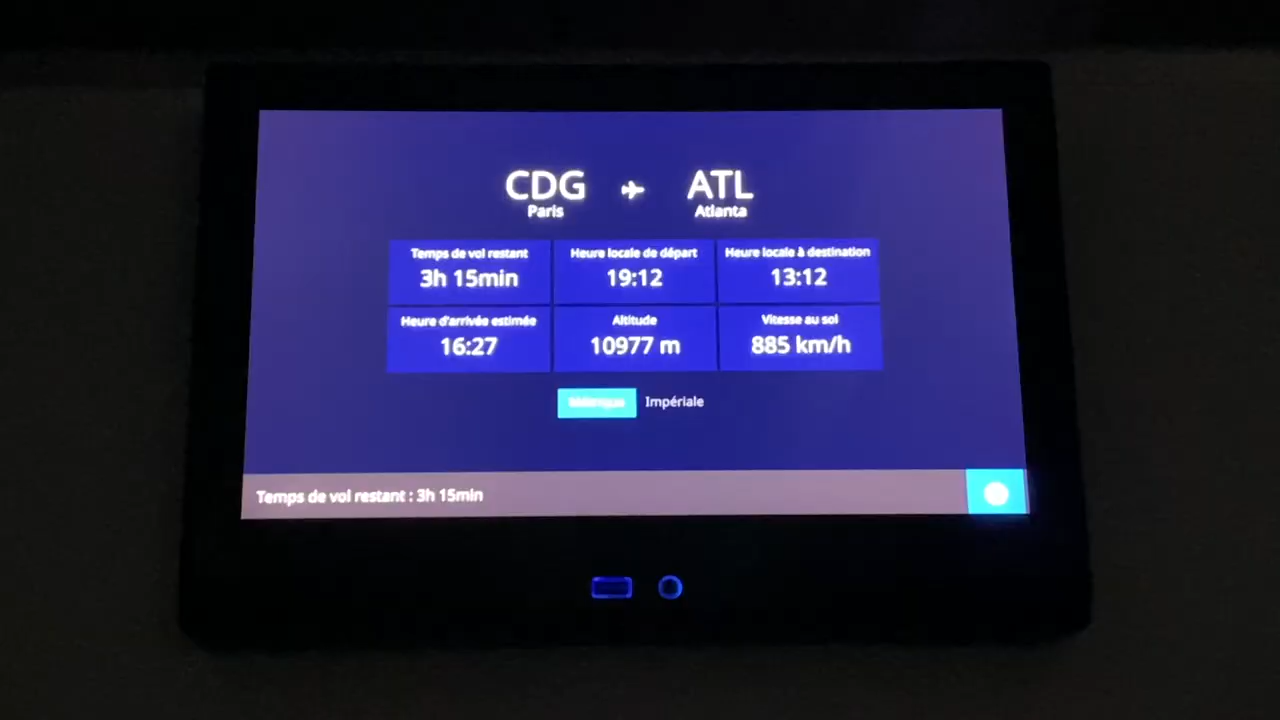 CDG ATL
Paris Atlanta
Temps de vol restant Heure locale de départ Heure locale à destination
3h 15min 19:12 13:12
Heure d'arrivée estimée Altitude Vitesse au sol
16:27 10977 m 885 km/h
Impériale
Temps de vol restant : 3h 15min